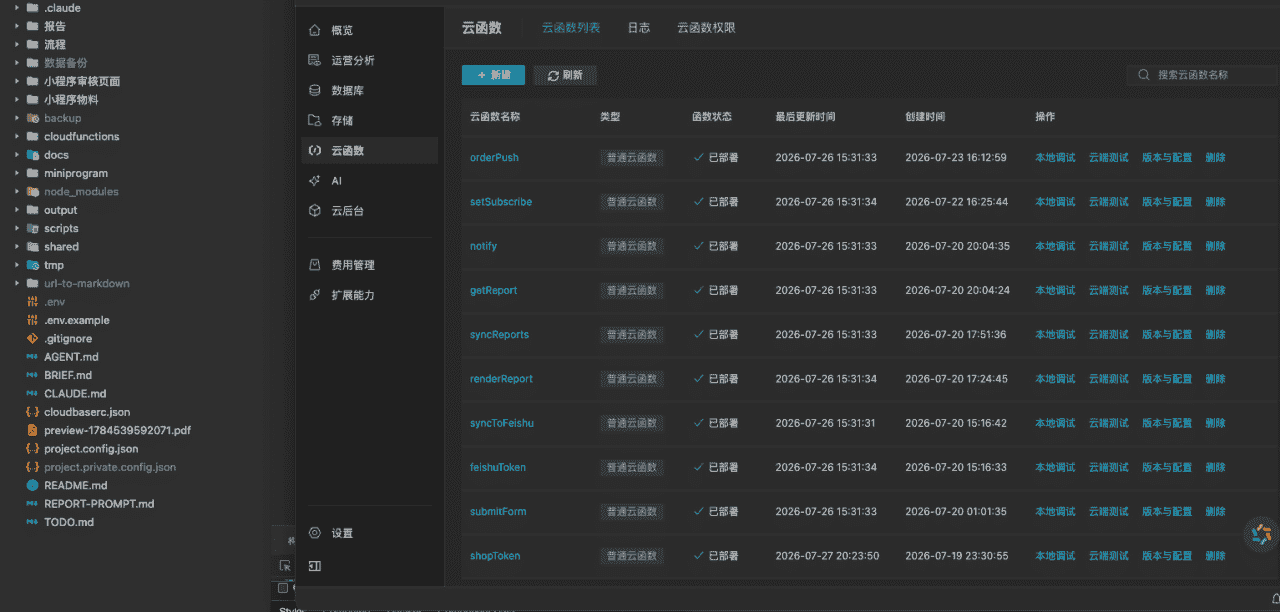 .claude
报告
流程
数据备份
小程序审核页面
小程序物料
backup
cloudfunctions
docs
miniprogram
node_modules
output
scripts
shared
tmp
url-to-markdown
.env
.env.example
.gitignore
AGENT.md
BRIEF.md
CLAUDE.md
cloudbaserc.json
preview-1784539592071.pdf
project.config.json
project.private.config.json
README.md
REPORT-PROMPT.md
TODO.md
概览
运营分析
数据库
存储
云函数
AI
云后台
费用管理
扩展能力
设置
云函数 云函数列表 日志 云函数权限
+ 新建 刷新 搜索云函数名称
云函数名称 类型 函数状态 最后更新时间 创建时间 操作
orderPush 普通云函数 已部署 2026-07-26 15:31:33 2026-07-23 16:12:59 本地调试 云端测试 版本与配置 删除
setSubscribe 普通云函数 已部署 2026-07-26 15:31:34 2026-07-22 16:25:44 本地调试 云端测试 版本与配置 删除
notify 普通云函数 已部署 2026-07-26 15:31:33 2026-07-20 20:04:35 本地调试 云端测试 版本与配置 删除
getReport 普通云函数 已部署 2026-07-26 15:31:33 2026-07-20 20:04:24 本地调试 云端测试 版本与配置 删除
syncReports 普通云函数 已部署 2026-07-26 15:31:33 2026-07-20 17:51:36 本地调试 云端测试 版本与配置 删除
renderReport 普通云函数 已部署 2026-07-26 15:31:34 2026-07-20 17:24:45 本地调试 云端测试 版本与配置 删除
syncToFeishu 普通云函数 已部署 2026-07-26 15:31:31 2026-07-20 15:16:42 本地调试 云端测试 版本与配置 删除
feishuToken 普通云函数 已部署 2026-07-26 15:31:34 2026-07-20 15:16:33 本地调试 云端测试 版本与配置 删除
submitForm 普通云函数 已部署 2026-07-26 15:31:33 2026-07-20 01:01:35 本地调试 云端测试 版本与配置 删除
shopToken 普通云函数 已部署 2026-07-27 20:23:50 2026-07-19 23:30:55 本地调试 云端测试 版本与配置 删除